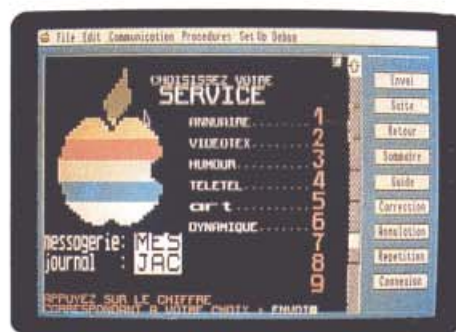 File Edit Communication Procedures Set Up Debug
CHOISISSEZ VOTRE
SERVICE
ANNUAIRE..........1
VIDEOTEX..........2
HUMOUR............3
TELETEL...........4
art...............5
DYNAMIQUE.........6
7
8
9
messagerie: MES
journal : JAC
APPUYEZ SUR LE CHIFFRE
CORRESPONDANT A VOTRE CHOIX + ENVOI
Envoi
Suite
Retour
Sommaire
Guide
Correction
Annulation
Repetition
Connexion